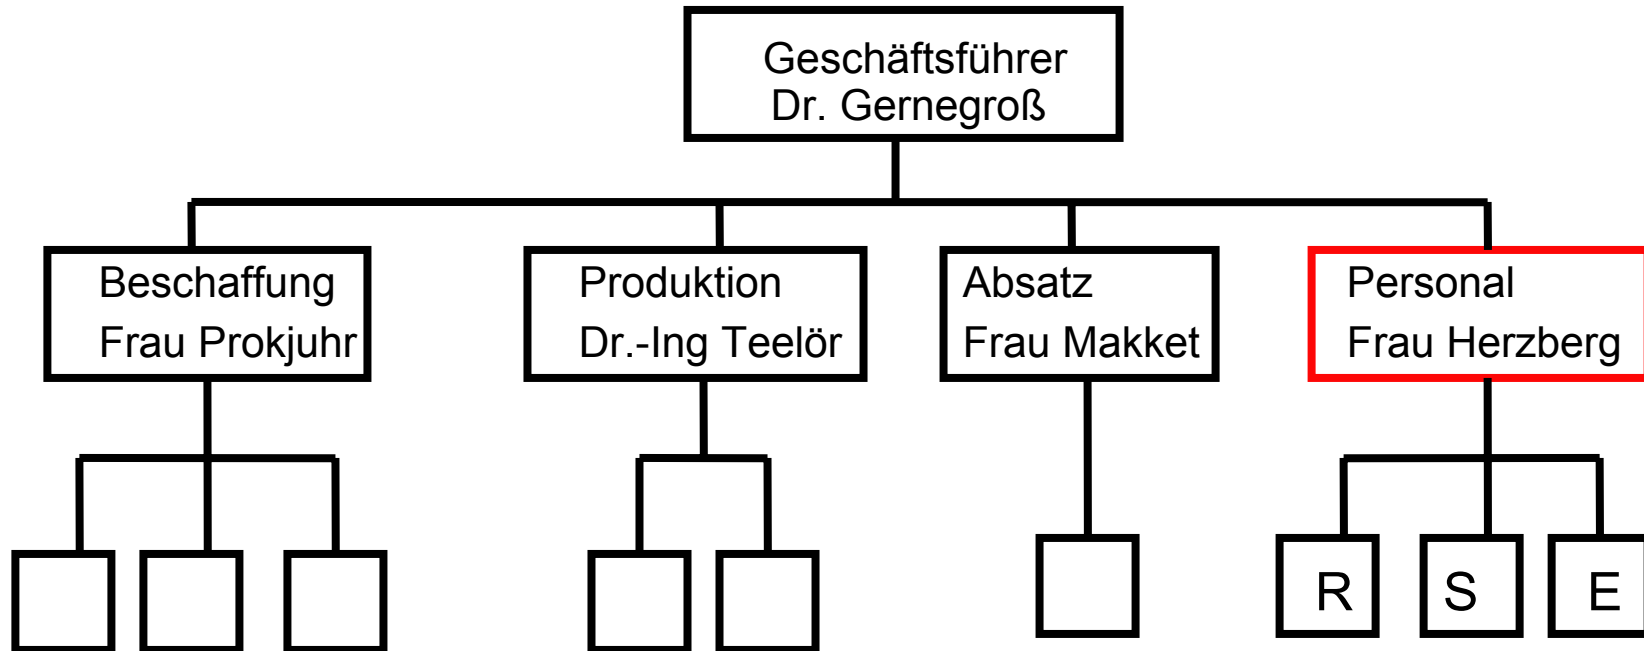 Geschäftsführer
Dr. Gernegroß
Beschaffung
Frau Prokjuhr
Produktion
Dr.-Ing Teelör
Absatz
Frau Makket
Personal
Frau Herzberg
R
S
E